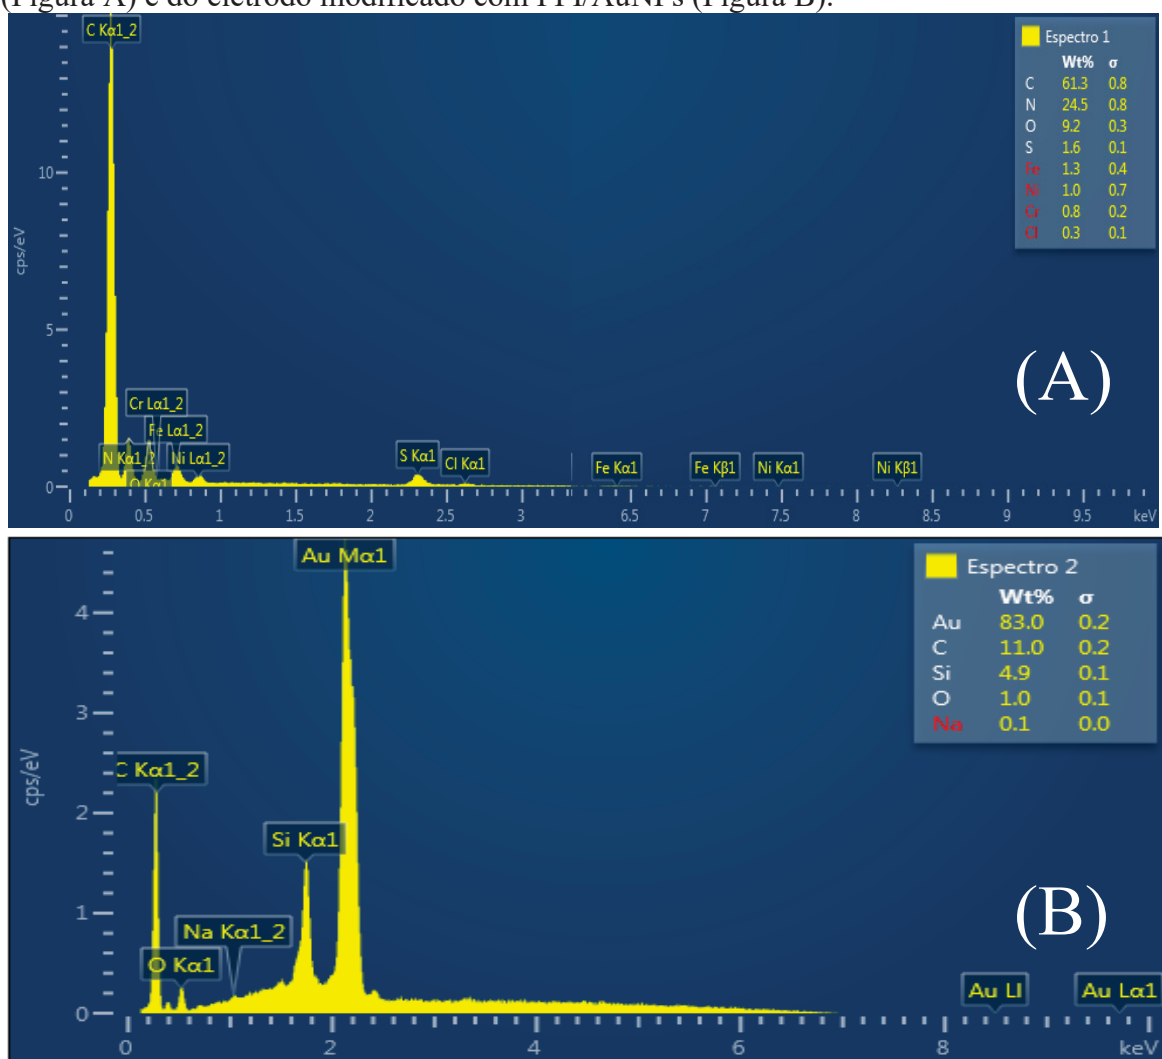 (Figura A) e do eletrodo modificado com PPI/AuNPs (Figura B).
C Kα1_2
Espectro 1
Wt% σ
C 61.3 0.8
N 24.5 0.8
O 9.2 0.3
S 1.6 0.1
Fe 1.3 0.4
Ni 1.0 0.7
Cr 0.8 0.2
Cl 0.3 0.1
10
5
0
cps/eV
Cr Lα1_2
Fe Lα1_2
N Kα1_2
Ni Lα1_2
O Kα1
S Kα1
Cl Kα1
Fe Kα1
Fe Kβ1
Ni Kα1
Ni Kβ1
(A)
0 0.5 1 1.5 2 2.5 3 6.5 7 7.5 8 8.5 9 9.5 keV
Au Mα1
Espectro 2
Wt% σ
Au 83.0 0.2
C 11.0 0.2
Si 4.9 0.1
O 1.0 0.1
Na 0.1 0.0
4
3
2
1
0
cps/eV
C Kα1_2
Si Kα1
Na Kα1_2
O Kα1
(B)
Au Ll
Au Lα1
0 2 4 6 8 keV